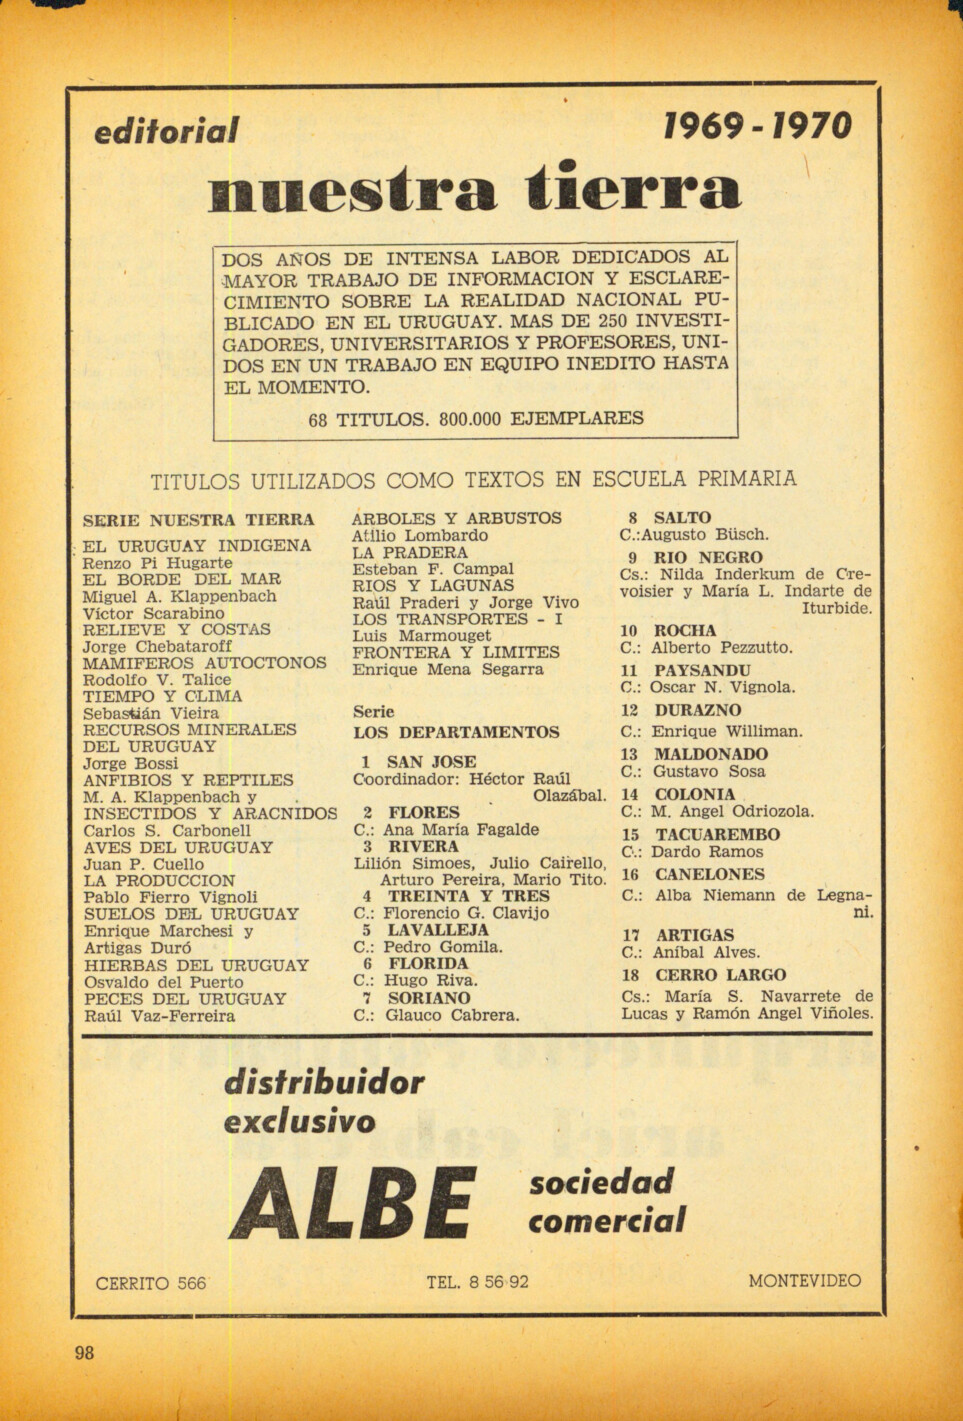 editorial
1969 - 1970
nuestra tierra
DOS AÑOS DE INTENSA LABOR DEDICADOS AL
MAYOR TRABAJO DE INFORMACION Y ESCLARE-
CIMIENTO SOBRE LA REALIDAD NACIONAL PU-
BLICADO EN EL URUGUAY. MAS DE 250 INVESTI-
GADORES, UNIVERSITARIOS Y PROFESORES, UNI-
DOS EN UN TRABAJO EN EQUIPO INEDITO HASTA
EL MOMENTO.
68 TITULOS. 800.000 EJEMPLARES
TITULOS UTILIZADOS COMO TEXTOS EN ESCUELA PRIMARIA
SERIE NUESTRA TIERRA
EL URUGUAY INDIGENA
Renzo Pi Hugarte
EL BORDE DEL MAR
Miguel A. Klappenbach
Víctor Scarabino
RELIEVE Y COSTAS
Jorge Chebataroff
MAMIFEROS AUTOCTONOS
Rodolfo V. Talice
TIEMPO Y CLIMA
Sebastián Vieira
RECURSOS MINERALES
DEL URUGUAY
Jorge Bossi
ANFIBIOS Y REPTILES
M. A. Klappenbach y
INSECTIDOS Y ARACNIDOS
Carlos S. Carbonell
AVES DEL URUGUAY
Juan P. Cuello
LA PRODUCCION
Pablo Fierro Vignoli
SUELOS DEL URUGUAY
Enrique Marchesi y
Artigas Duró
HIERBAS DEL URUGUAY
Osvaldo del Puerto
PECES DEL URUGUAY
Raúl Vaz-Ferreira
ARBOLES Y ARBUSTOS
Atilio Lombardo
LA PRADERA
Esteban F. Campal
RIOS Y LAGUNAS
Raúl Praderi y Jorge Vivo
LOS TRANSPORTES - I
Luis Marmouget
FRONTERA Y LIMITES
Enrique Mena Segarra
Serie
LOS DEPARTAMENTOS
1 SAN JOSE
Coordinador: Héctor Raúl
Olazábal.
2 FLORES
C.: Ana María Fagalde
3 RIVERA
Lilión Simoes, Julio Cairello,
Arturo Pereira, Mario Tito.
4 TREINTA Y TRES
C.: Florencio G. Clavijo
5 LAVALLEJA
C.: Pedro Gomila.
6 FLORIDA
C.: Hugo Riva.
7 SORIANO
C.: Glauco Cabrera.
8 SALTO
C.:Augusto Büsch.
9 RIO NEGRO
Cs.: Nilda Inderkum de Cre-
voisier y María L. Indarte de
Iturbide.
10 ROCHA
C.: Alberto Pezzutto.
11 PAYSANDU
C.: Oscar N. Vignola.
12 DURAZNO
C.: Enrique Williman.
13 MALDONADO
C.: Gustavo Sosa
14 COLONIA
C.: M. Angel Odriozola.
15 TACUAREMBO
C.: Dardo Ramos
16 CANELONES
C.: Alba Niemann de Legna-
ni.
17 ARTIGAS
C.: Aníbal Alves.
18 CERRO LARGO
Cs.: María S. Navarrete de
Lucas y Ramón Angel Viñoles.
distribuidor
exclusivo
ALBE
sociedad
comercial
CERRITO 566
TEL. 8 56 92
MONTEVIDEO
98